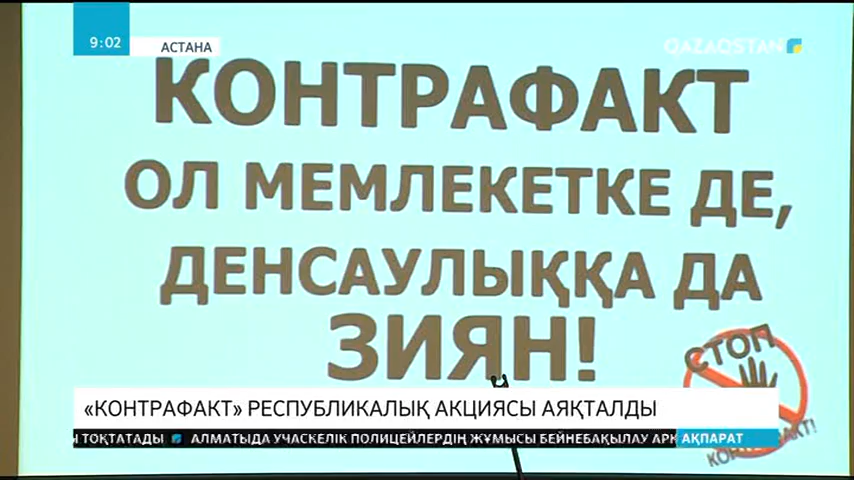 9:02
АСТАНА
QAZAQSTAN
КОНТРАФАКТ
ОЛ МЕМЛЕКЕТКЕ ДЕ,
ДЕНСАУЛЫҚҚА ДА
ЗИЯН!
СТОП
КОНТРАФАКТ!
«КОНТРАФАКТ» РЕСПУБЛИКАЛЫҚ АКЦИЯСЫ АЯҚТАЛДЫ
ТОҚТАТАДЫ АЛМАТЫДА УЧАСКЕЛІК ПОЛИЦЕЙЛЕРДІҢ ЖҰМЫСЫ БЕЙНЕБАҚЫЛАУ АҚПАРАТ